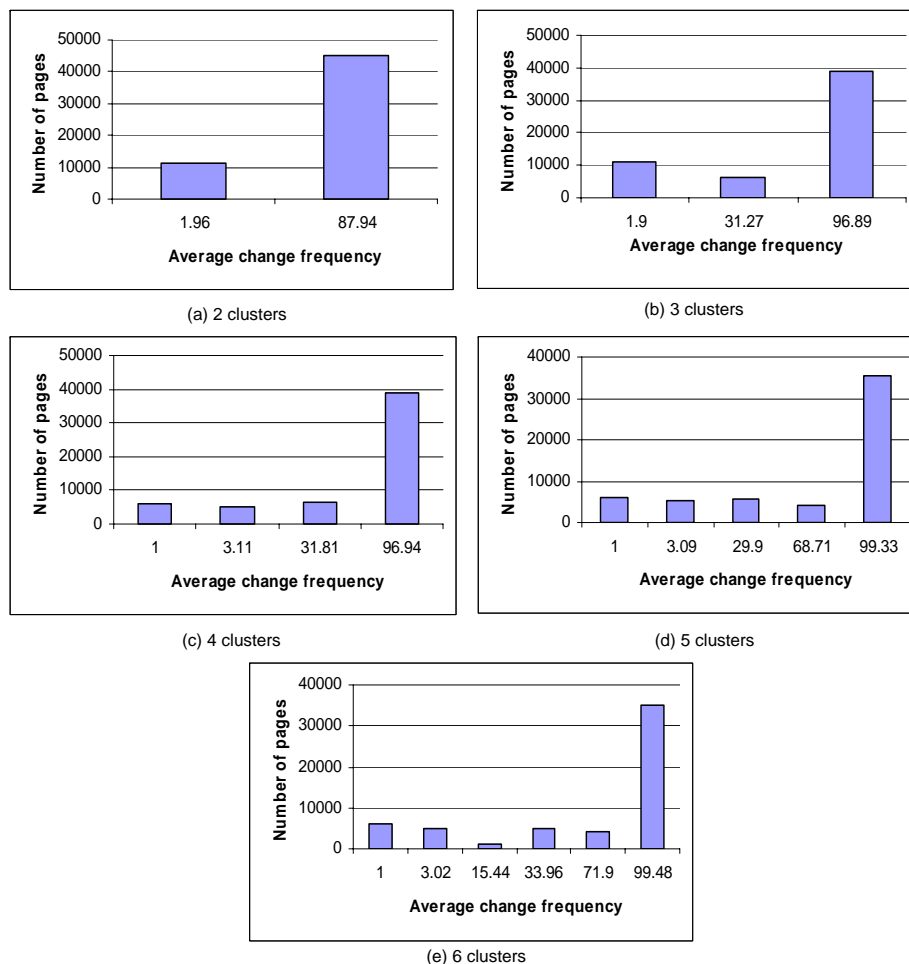 Number of pages
50000
40000
30000
20000
10000
0
1.96 87.94
Average change frequency
(a) 2 clusters
Number of pages
50000
40000
30000
20000
10000
0
1.9 31.27 96.89
Average change frequency
(b) 3 clusters
Number of pages
50000
40000
30000
20000
10000
0
1 3.11 31.81 96.94
Average change frequency
(c) 4 clusters
Number of pages
40000
30000
20000
10000
0
1 3.09 29.9 68.71 99.33
Average change frequency
(d) 5 clusters
Number of pages
40000
30000
20000
10000
0
1 3.02 15.44 33.96 71.9 99.48
Average change frequency
(e) 6 clusters